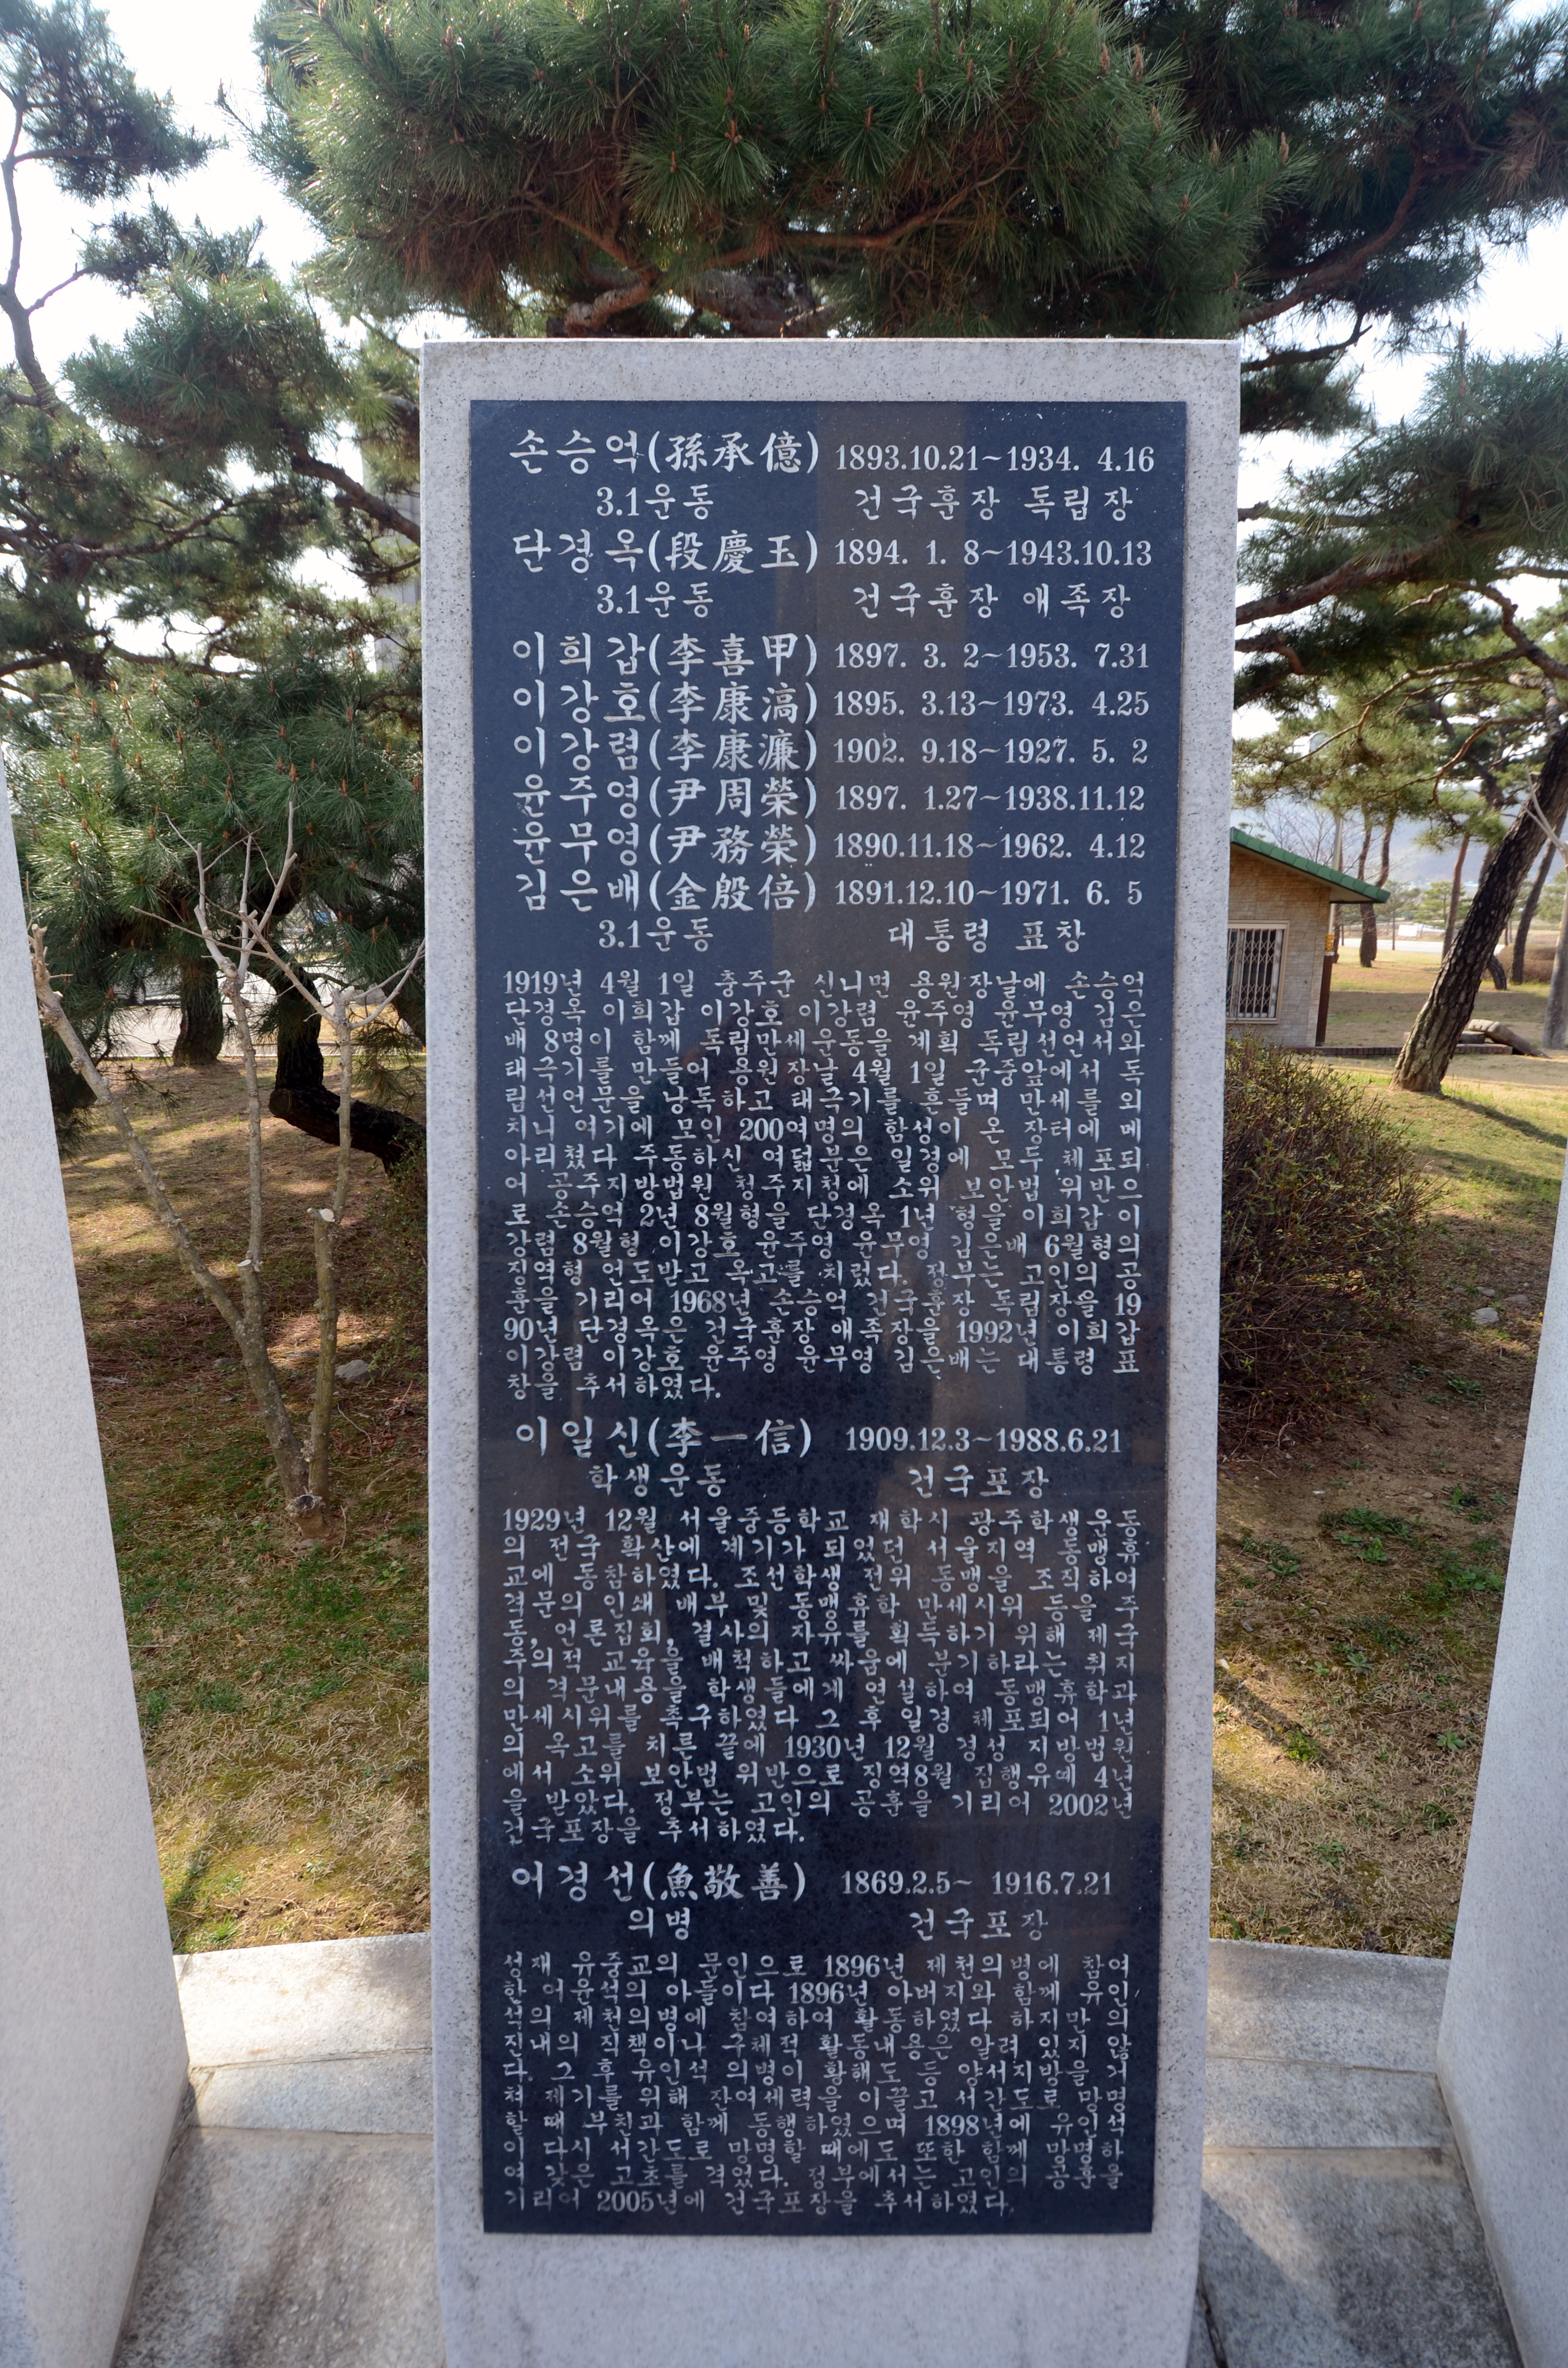 손승억(孫承億) 1893.10.21~1934. 4.16
3.1운동 건국훈장 독립장
단경옥(段慶玉) 1894. 1. 8~1943.10.13
3.1운동 건국훈장 애족장
이희갑(李喜甲) 1897. 3. 2~1953. 7.31
이강호(李康滈) 1895. 3.13~1973. 4.25
이강렴(李康濂) 1902. 9.18~1927. 5. 2
윤주영(尹周榮) 1897. 1.27~1938.11.12
윤무영(尹務榮) 1890.11.18~1962. 4.12
김은배(金殷倍) 1891.12.10~1971. 6. 5
3.1운동 대통령 표창
1919년 4월 1일 충주군 신니면 용원장날에 손승억
단경옥 이희갑 이강호 이강렴 윤주영 윤무영 김은
배 8명이 함께 독립만세운동을 계획 독립선언서와
태극기를 만들어 용원장날 4월 1일 군중앞에서 독
립선언문을 낭독하고 태극기를 흔들며 만세를 외
치니 여기에 모인 200여명의 함성이 온 장터에 메
아리 쳤다 주동하신 여덟분은 일경에 모두 체포되
어 공주지방법원 청주지청에 소위 보안법 위반으
로 손승억 2년 8월형을 단경옥 1년 형을 이희갑 이
강렴 8월형 이강호 윤주영 윤무영 김은배 6월형의
징역형 언도받고 옥고를 치렀다. 정부는 고인의 공
훈을 기리어 1968년 손승억 건국훈장 독립장을 19
90년 단경옥은 건국훈장 애족장을 1992년 이희갑
이강렴 이강호 윤주영 윤무영 김은배는 대통령 표
창을 추서하였다.
이일신(李一信) 1909.12.3~1988.6.21
학생운동 건국포장
1929년 12월 서울중등학교 재학시 광주학생운동
의 전국 확산에 계기가 되었던 서울지역 동맹휴
교에 동참하였다. 조선학생 전위 동맹을 조직하여
격문의 인쇄 배부 및 동맹휴학 만세시위 등을 주
동, 언론집회, 결사의 자유를 획득하기 위해 제국
주의적 교육을 배척하고 싸움에 분기하라는 취지
의 격문내용을 학생들에게 연설하여 동맹휴학과
만세시위를 촉구하였다 그 후 일경 체포되어 1년
의 옥고를 치른 끝에 1930년 12월 경성 지방법원
에서 소위 보안법 위반으로 징역8월 집행유예 4년
을 받았다. 정부는 고인의 공훈을 기리어 2002년
건국포장을 추서하였다.
어경선(魚敬善) 1869.2.5~ 1916.7.21
의병 건국포장
성재 유중교의 문인으로 1896년 제천의병에 참여
한 어윤석의 아들이다 1896년 아버지와 함께 유인
석의 제천의병에 참여하여 활동하였다 하지만 의
진내의 직책이나 구체적 활동내용은 알려 있지 않
다. 그 후 유인석 의병이 황해도 등 양서지방을 거
쳐 재기를 위해 잔여세력을 이끌고 서간도로 망명
할 때 부친과 함께 동행하였으며 1898년에 유인석
이 다시 서간도로 망명할 때에도 또한 함께 망명하
여 갖은 고초를 겪었다. 정부에서는 고인의 공훈을
기리어 2005년에 건국포장을 추서하였다.